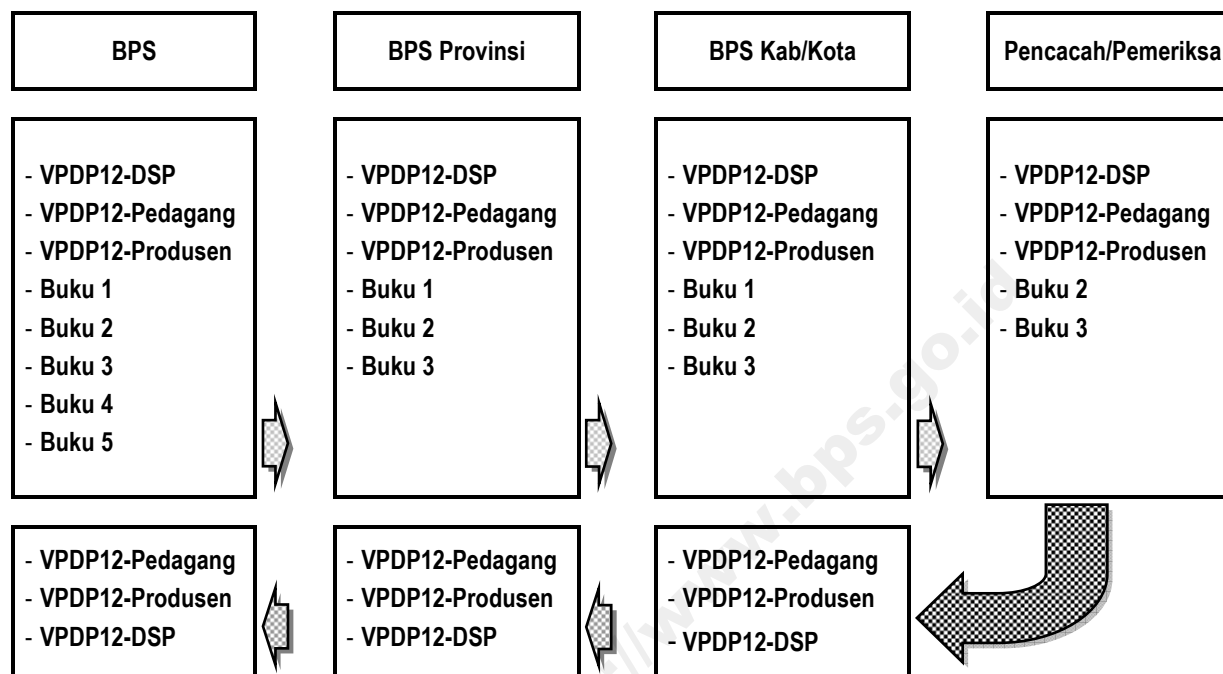 BPS
BPS Provinsi
BPS Kab/Kota
Pencacah/Pemeriksa
- VPDP12-DSP
- VPDP12-Pedagang
- VPDP12-Produsen
- Buku 1
- Buku 2
- Buku 3
- Buku 4
- Buku 5
- VPDP12-DSP
- VPDP12-Pedagang
- VPDP12-Produsen
- Buku 1
- Buku 2
- Buku 3
- VPDP12-DSP
- VPDP12-Pedagang
- VPDP12-Produsen
- Buku 1
- Buku 2
- Buku 3
- VPDP12-DSP
- VPDP12-Pedagang
- VPDP12-Produsen
- Buku 2
- Buku 3
- VPDP12-Pedagang
- VPDP12-Produsen
- VPDP12-DSP
- VPDP12-Pedagang
- VPDP12-Produsen
- VPDP12-DSP
- VPDP12-Pedagang
- VPDP12-Produsen
- VPDP12-DSP
//www.bps.go.id